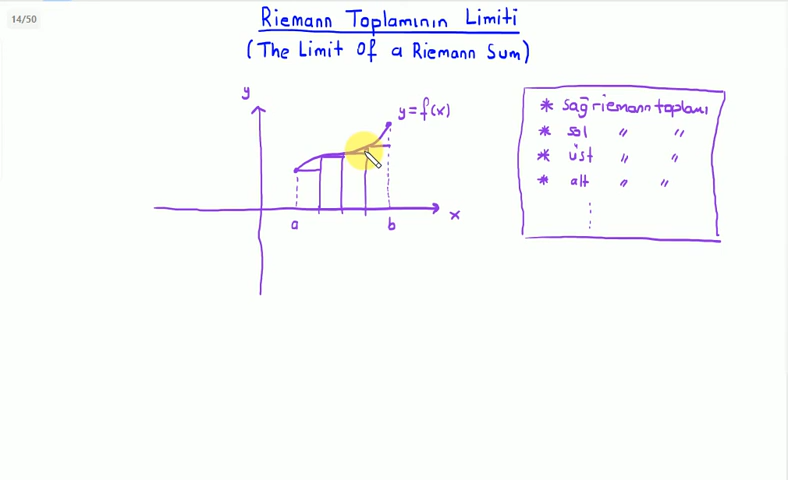 14/50
Riemann Toplamının Limiti
(The Limit Of a Riemann Sum)
y
y=f(x)
a
b
x
* sağ riemann toplamı
* sol " "
* üst " "
* alt " "